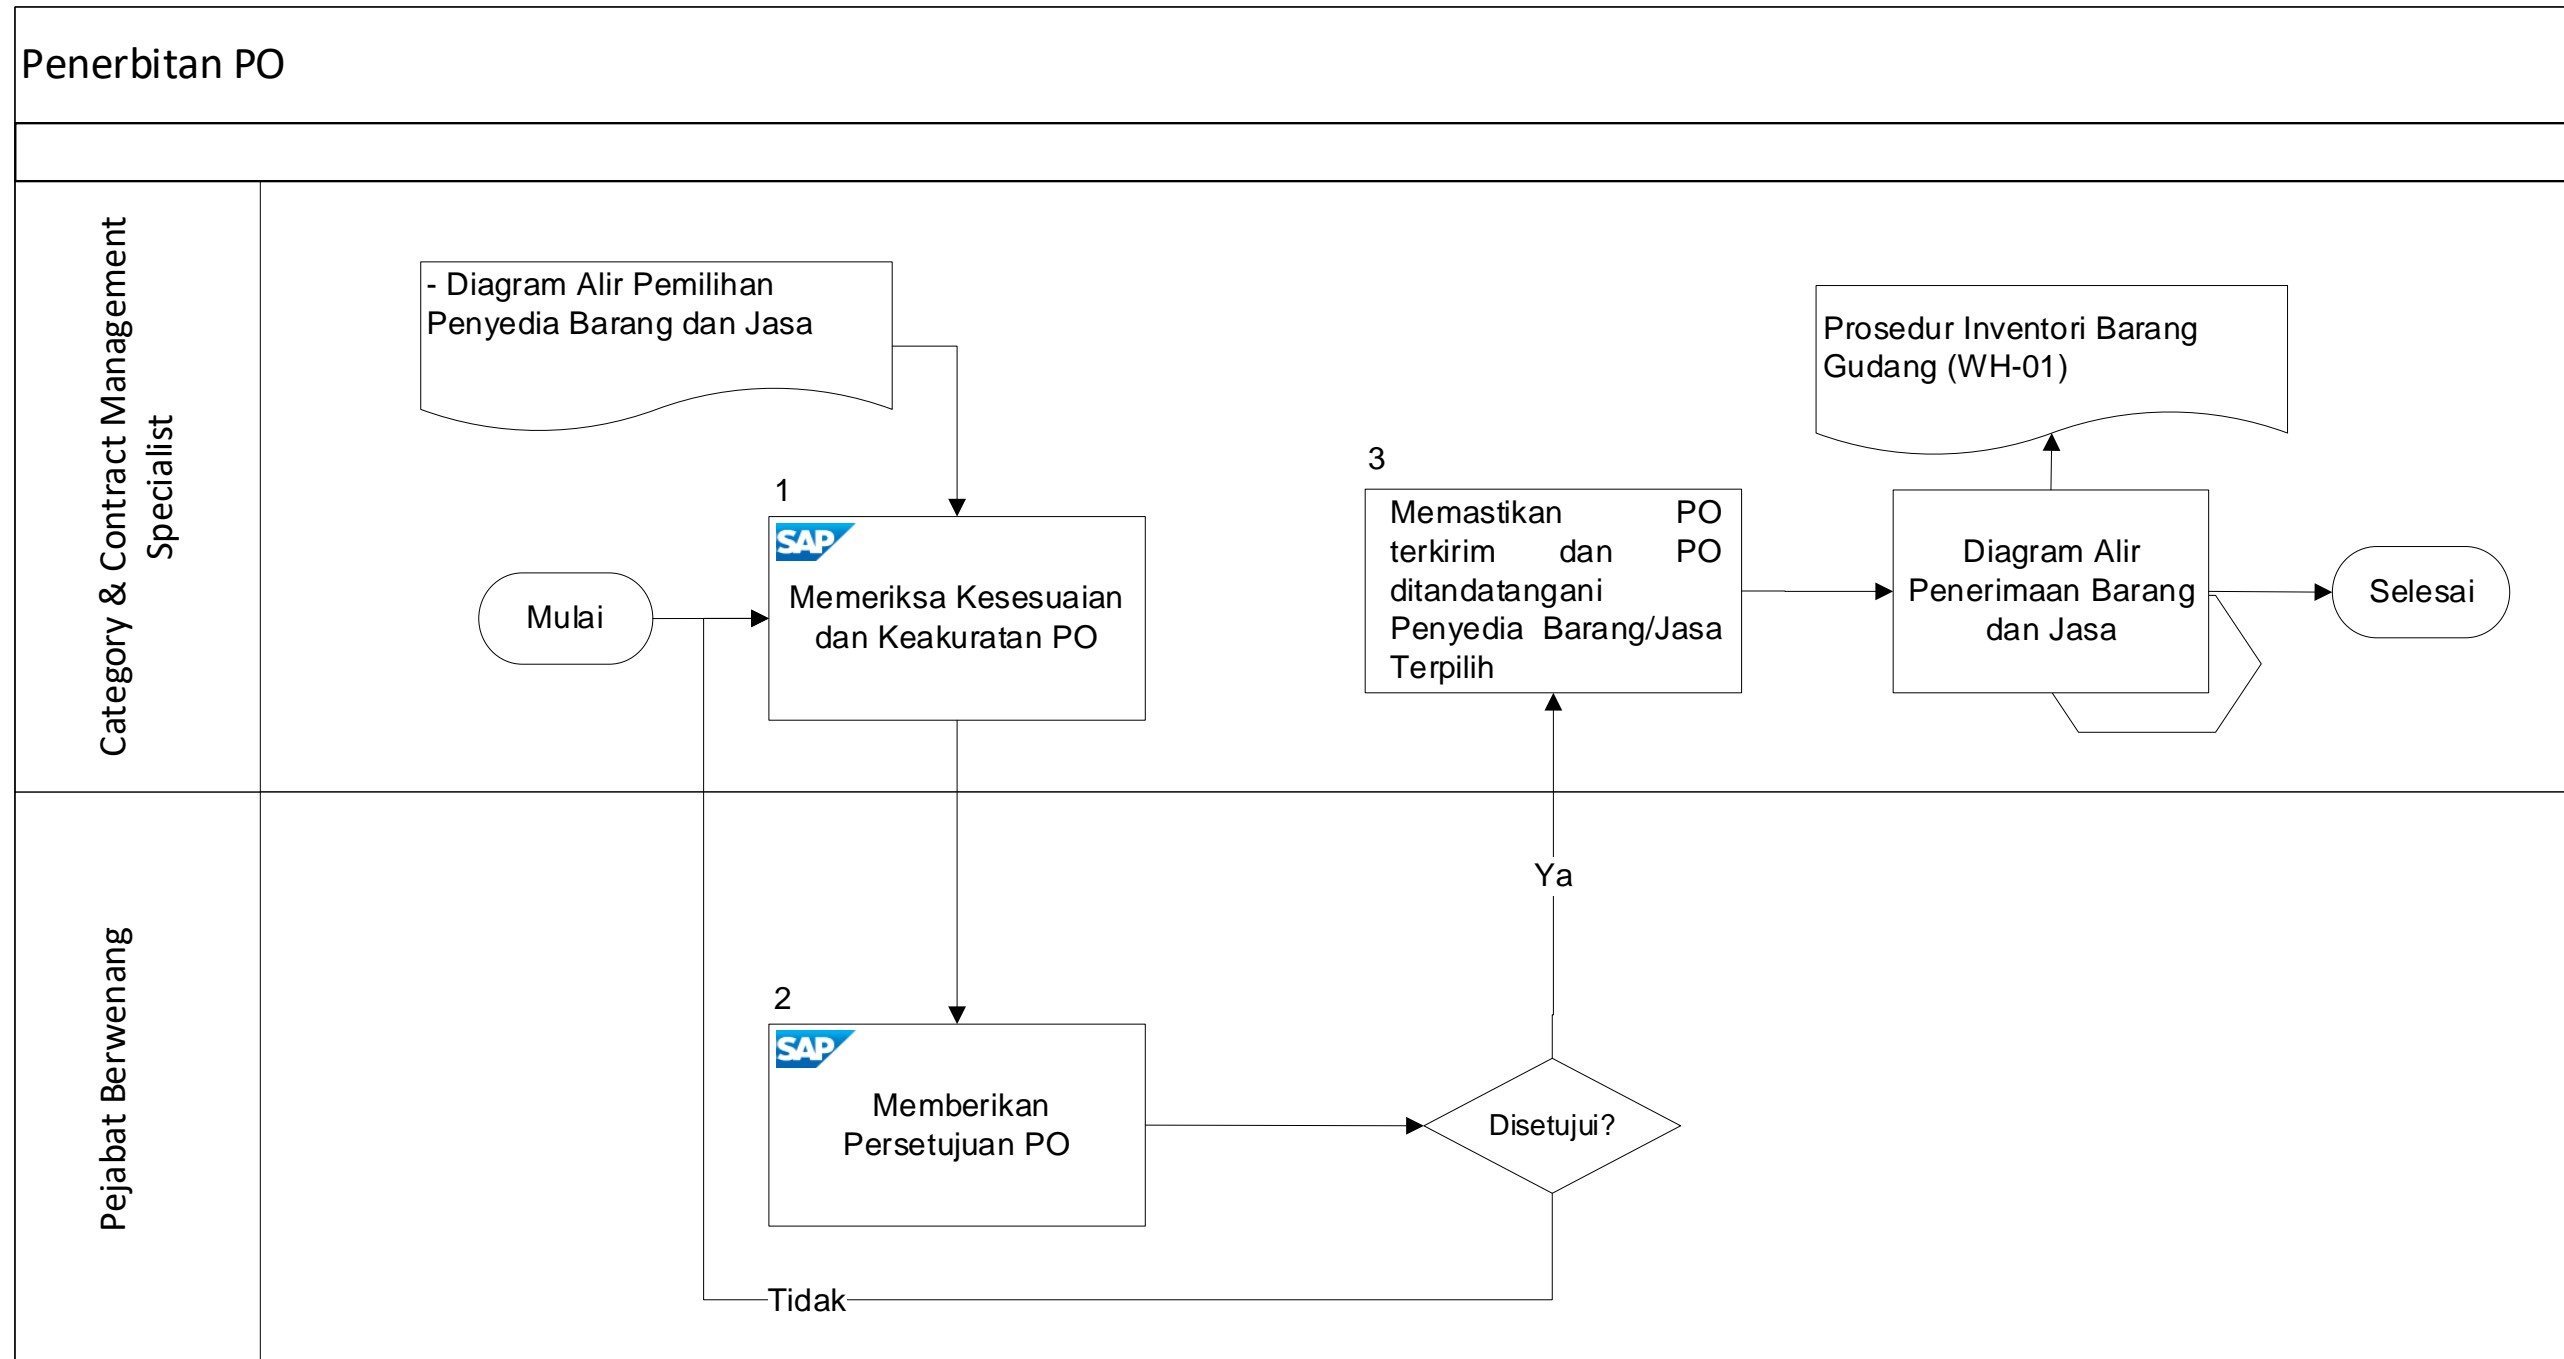 Penerbitan PO
Category & Contract Management
Specialist
- Diagram Alir Pemilihan
Penyedia Barang dan Jasa
Mulai
1
SAP
Memeriksa Kesesuaian
dan Keakuratan PO
3
Memastikan PO
terkirim dan PO
ditandatangani
Penyedia Barang/Jasa
Terpilih
Prosedur Inventori Barang
Gudang (WH-01)
Diagram Alir
Penerimaan Barang
dan Jasa
Selesai
Pejabat Berwenang
2
SAP
Memberikan
Persetujuan PO
Disetujui?
Ya
Tidak